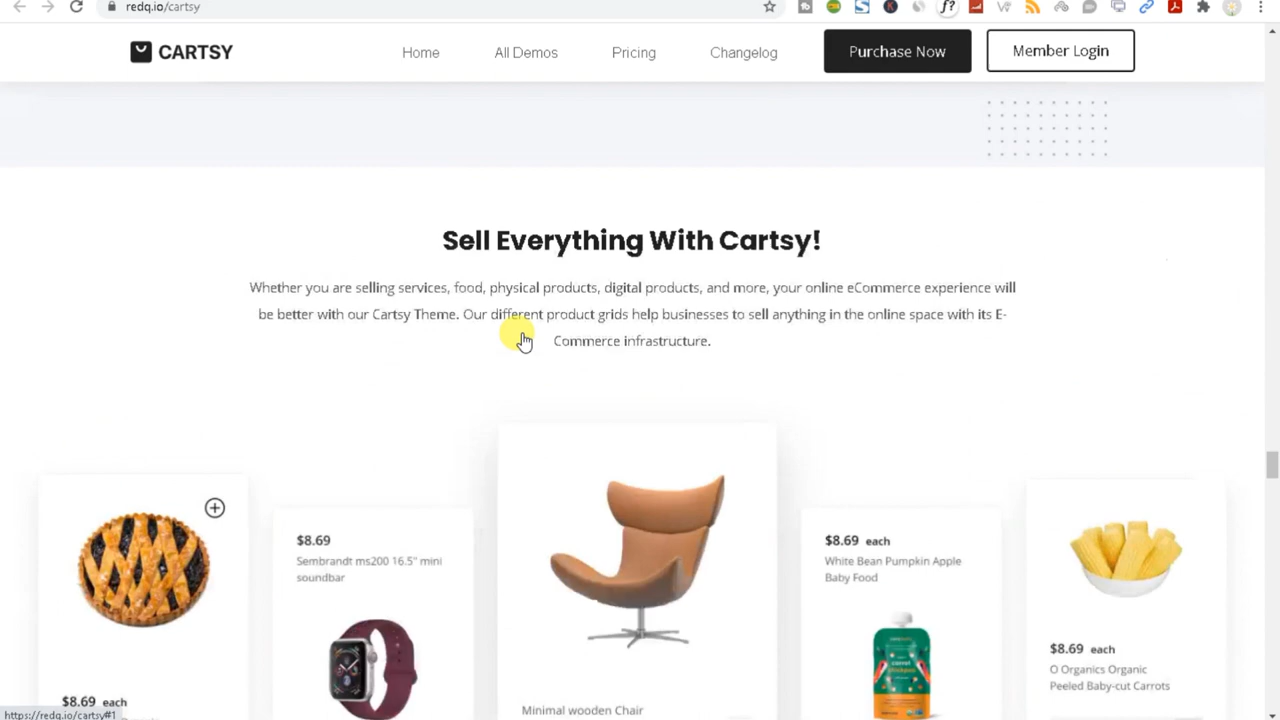 redq.io/cartsy
CARTSY
Home
All Demos
Pricing
Changelog
Purchase Now
Member Login
Sell Everything With Cartsy!
Whether you are selling services, food, physical products, digital products, and more, your online eCommerce experience will
be better with our Cartsy Theme. Our different product grids help businesses to sell anything in the online space with its E-
Commerce infrastructure.
$8.69 each
$8.69
Sembrandt ms200 16.5" mini
soundbar
Minimal wooden Chair
$8.69 each
White Bean Pumpkin Apple
Baby Food
$8.69 each
O Organics Organic
Peeled Baby-cut Carrots
https://redq.io/cartsy#1